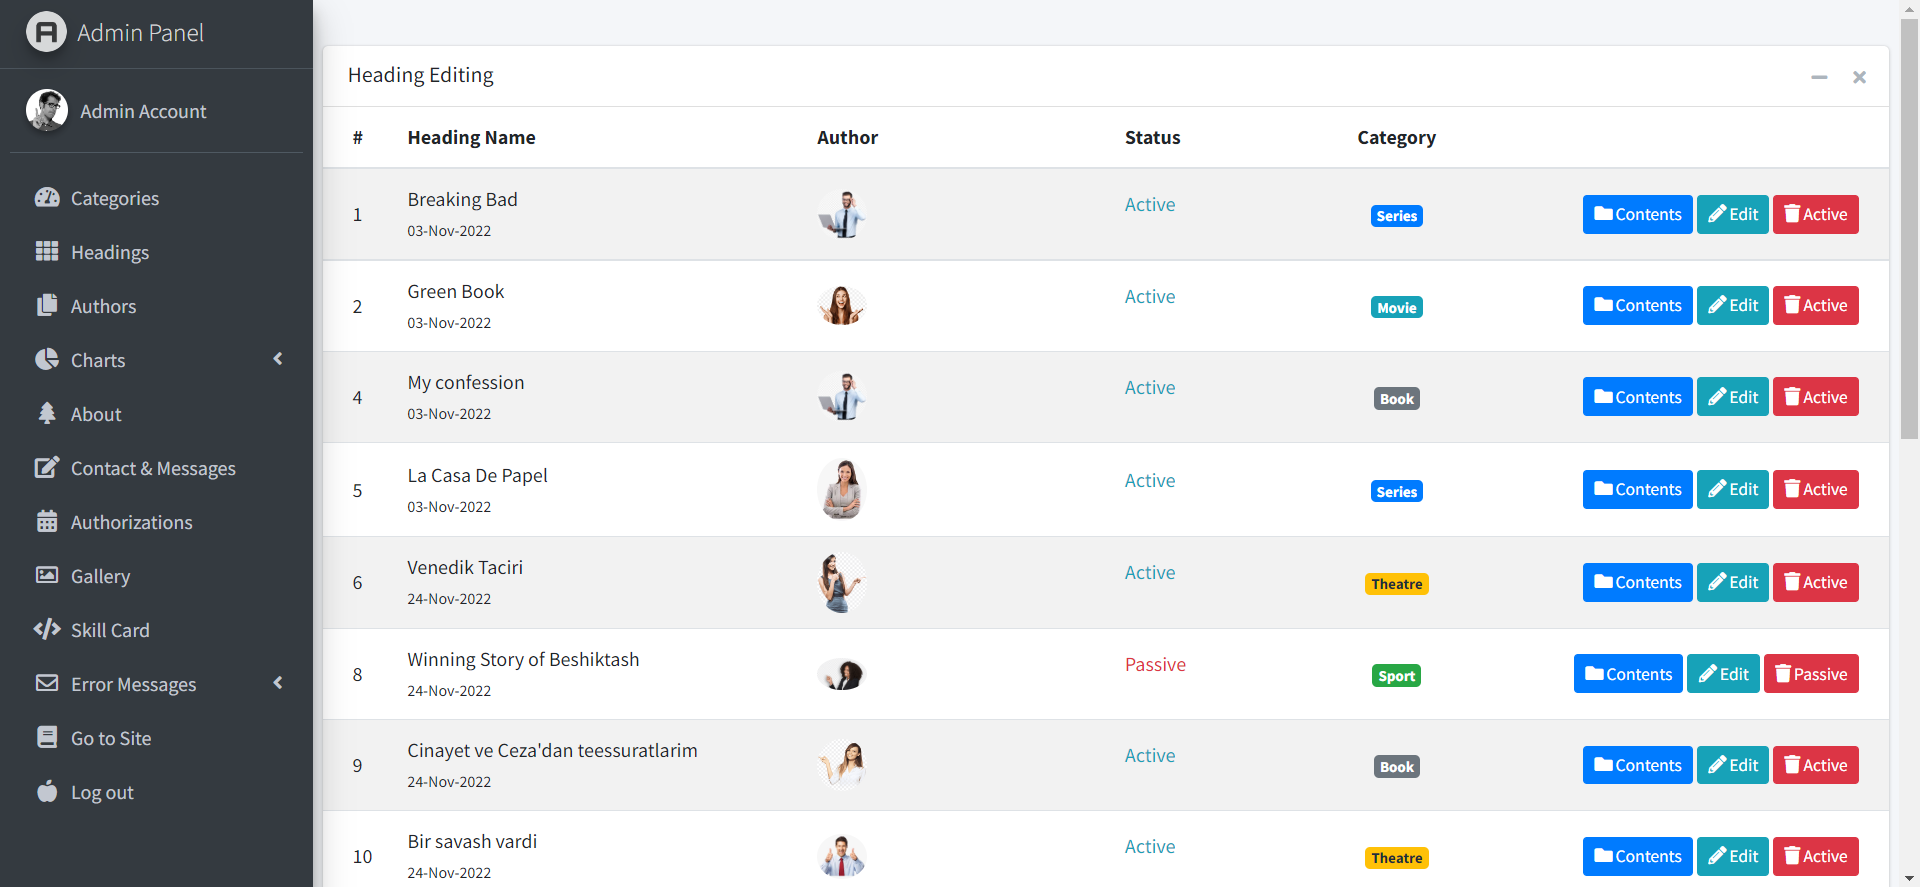 Admin Panel
Admin Account
Categories
Headings
Authors
Charts
About
Contact & Messages
Authorizations
Gallery
Skill Card
Error Messages
Go to Site
Log out
Heading Editing
# Heading Name Author Status Category
1 Breaking Bad 03-Nov-2022 Active Series Contents Edit Active
2 Green Book 03-Nov-2022 Active Movie Contents Edit Active
4 My confession 03-Nov-2022 Active Book Contents Edit Active
5 La Casa De Papel 03-Nov-2022 Active Series Contents Edit Active
6 Venedik Taciri 24-Nov-2022 Active Theatre Contents Edit Active
8 Winning Story of Beshiktash 24-Nov-2022 Passive Sport Contents Edit Passive
9 Cinayet ve Ceza'dan teessuratlarim 24-Nov-2022 Active Book Contents Edit Active
10 Bir savash vardi 24-Nov-2022 Active Theatre Contents Edit Active